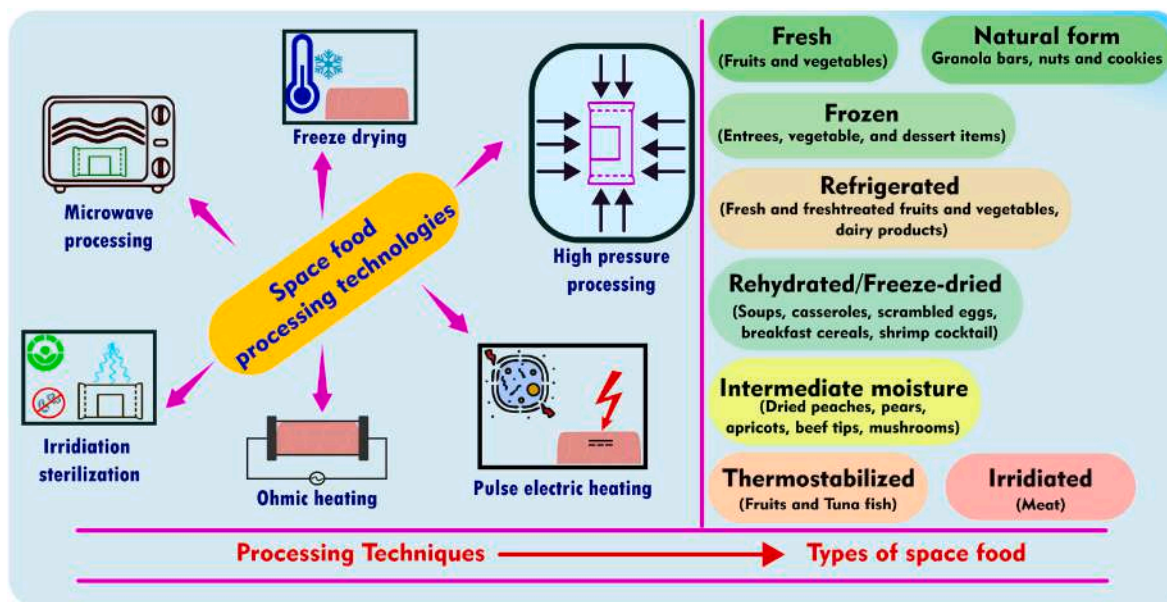 Freeze drying
Microwave
processing
High pressure
processing
Space food
processing technologies
Irridiation
sterilization
Ohmic heating
Pulse electric heating
Fresh
(Fruits and vegetables)
Natural form
Granola bars, nuts and cookies
Frozen
(Entrees, vegetable, and dessert items)
Refrigerated
(Fresh and freshtreated fruits and vegetables,
dairy products)
Rehydrated/Freeze-dried
(Soups, casseroles, scrambled eggs,
breakfast cereals, shrimp cocktail)
Intermediate moisture
(Dried peaches, pears,
apricots, beef tips, mushrooms)
Thermostabilized
(Fruits and Tuna fish)
Irridiated
(Meat)
Processing Techniques
Types of space food